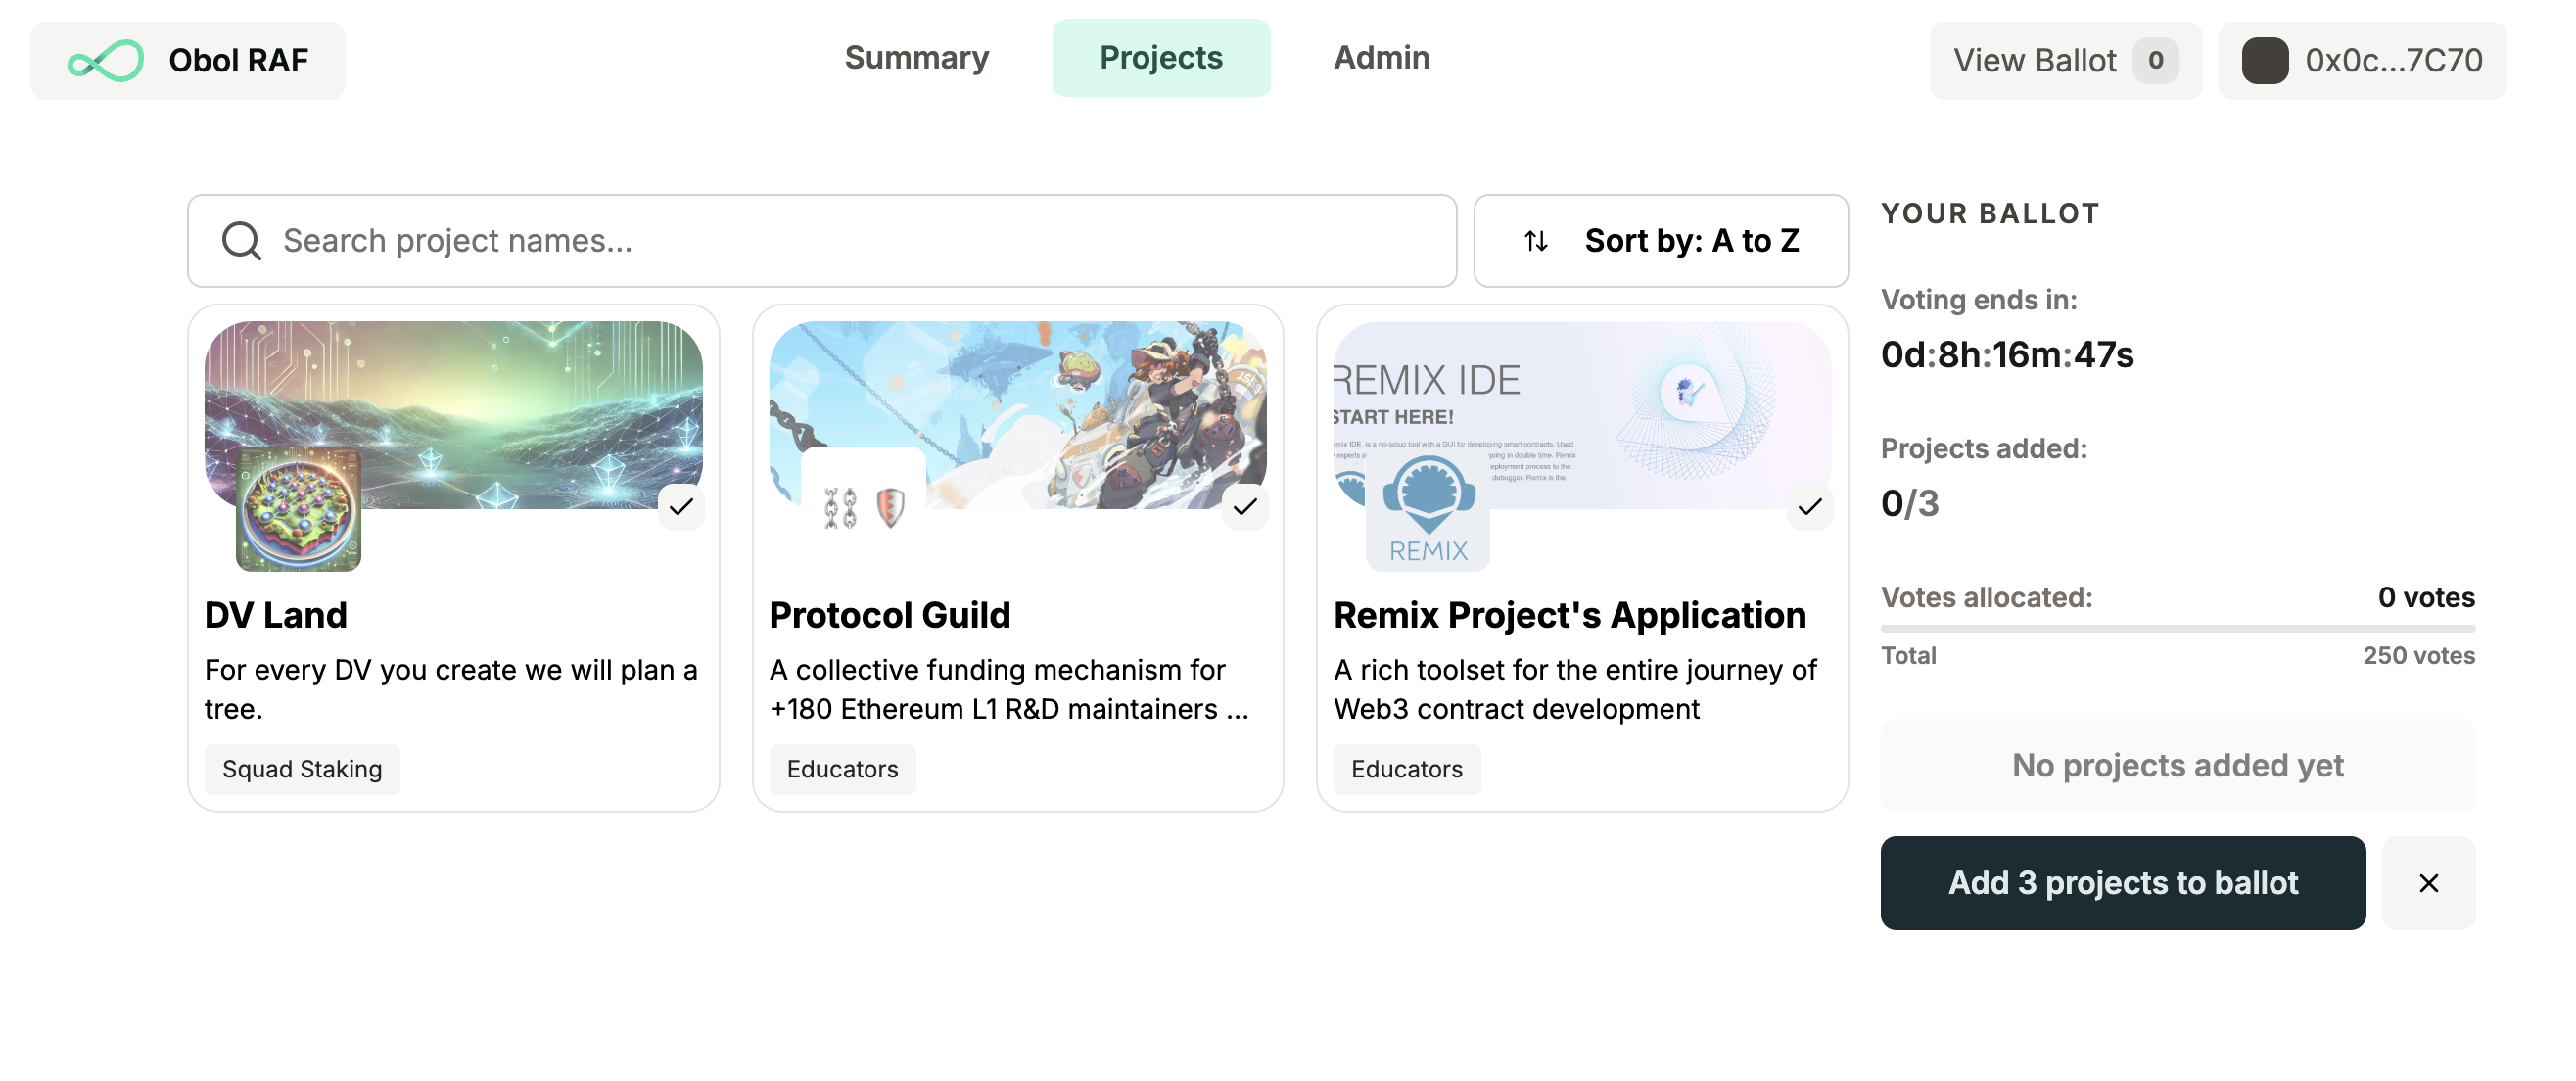 Obol RAF
Summary
Projects
Admin
View Ballot 0
0x0c...7C70
Search project names...
Sort by: A to Z
REMIX IDE
START HERE!
REMIX
DV Land
For every DV you create we will plan a
tree.
Squad Staking
Protocol Guild
A collective funding mechanism for
+180 Ethereum L1 R&D maintainers ...
Educators
Remix Project's Application
A rich toolset for the entire journey of
Web3 contract development
Educators
YOUR BALLOT
Voting ends in:
0d:8h:16m:47s
Projects added:
0/3
Votes allocated: 0 votes
Total 250 votes
No projects added yet
Add 3 projects to ballot